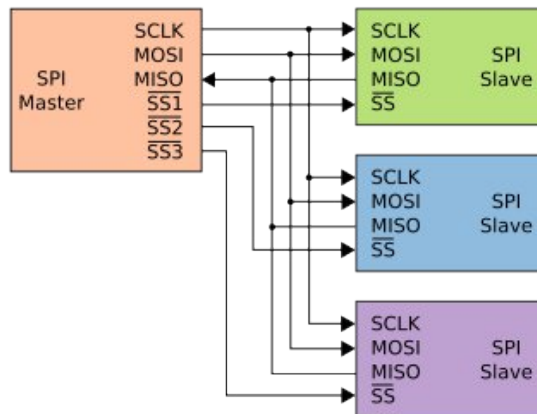 SPI
Master
SCLK
MOSI
MISO
SS1
SS2
SS3
SCLK
MOSI
MISO
SS
SPI
Slave
SCLK
MOSI
MISO
SS
SPI
Slave
SCLK
MOSI
MISO
SS
SPI
Slave